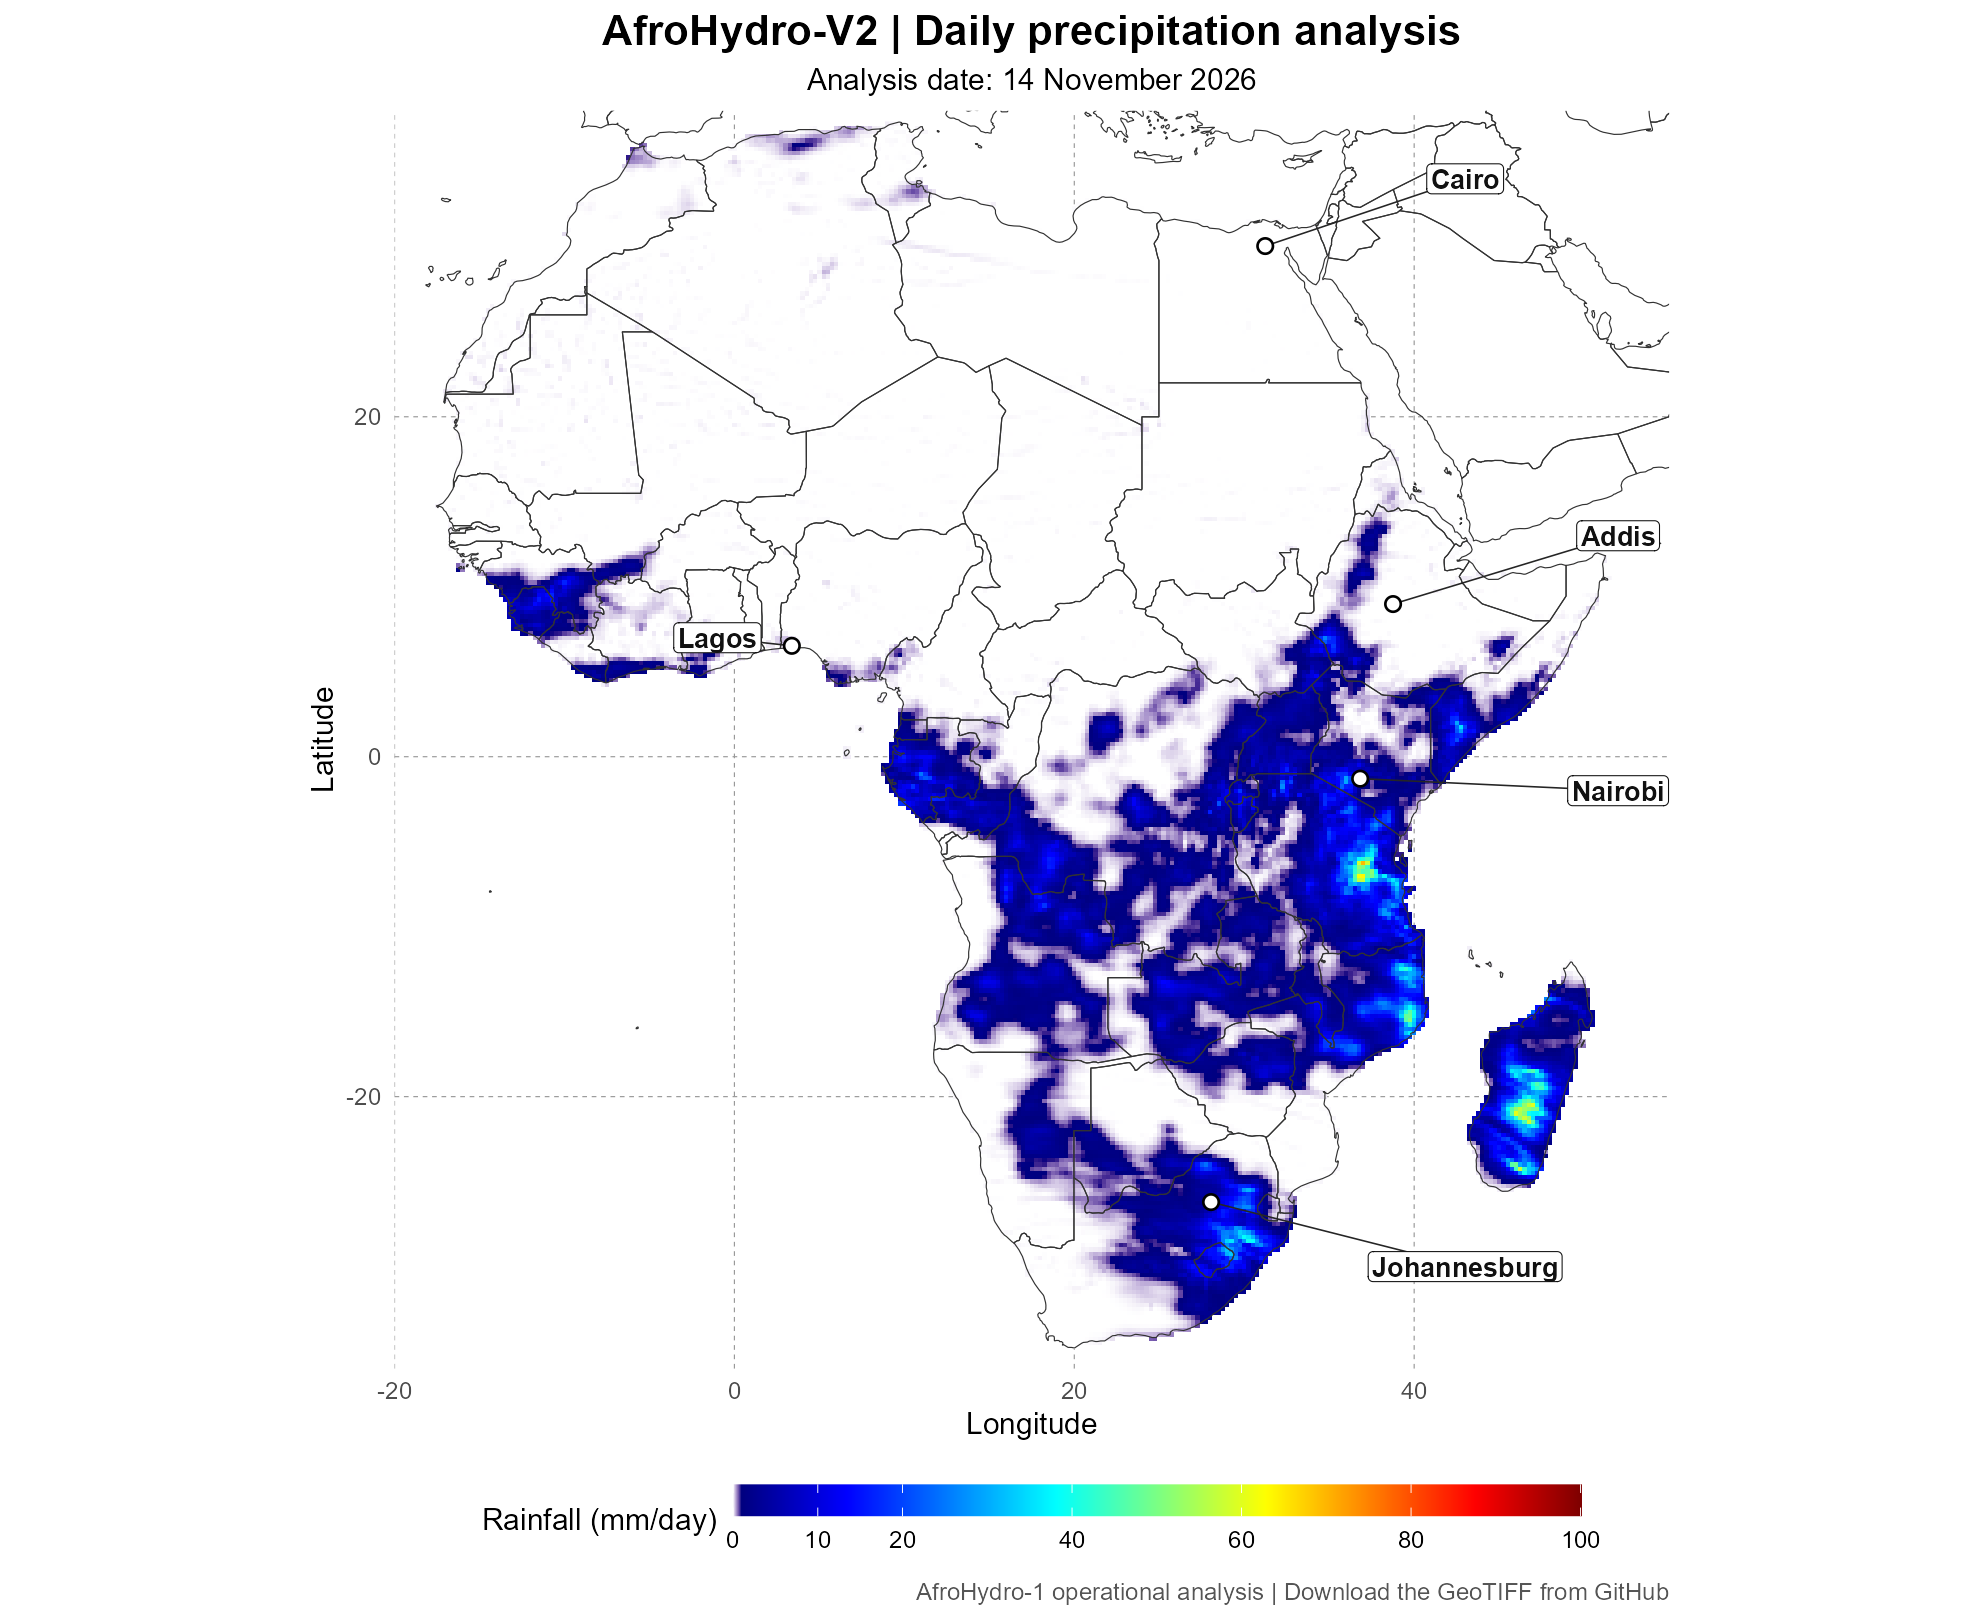 AfroHydro-V2 | Daily precipitation analysis
Analysis date: 14 November 2026
Cairo
20
Addis
Lagos
0
Nairobi
-20
Johannesburg
-20 0 20 40
Latitude
Longitude
Rainfall (mm/day)
0 10 20 40 60 80 100
AfroHydro-1 operational analysis | Download the GeoTIFF from GitHub